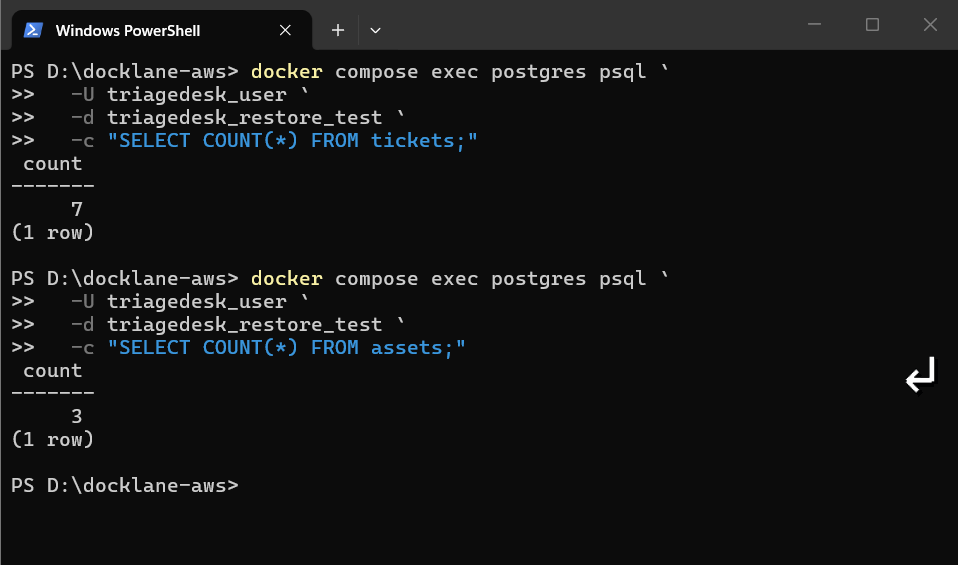 Windows PowerShell
PS D:\docklane-aws> docker compose exec postgres psql `
>>   -U triagedesk_user `
>>   -d triagedesk_restore_test `
>>   -c "SELECT COUNT(*) FROM tickets;"
 count
-------
     7
(1 row)

PS D:\docklane-aws> docker compose exec postgres psql `
>>   -U triagedesk_user `
>>   -d triagedesk_restore_test `
>>   -c "SELECT COUNT(*) FROM assets;"
 count
-------
     3
(1 row)

PS D:\docklane-aws>